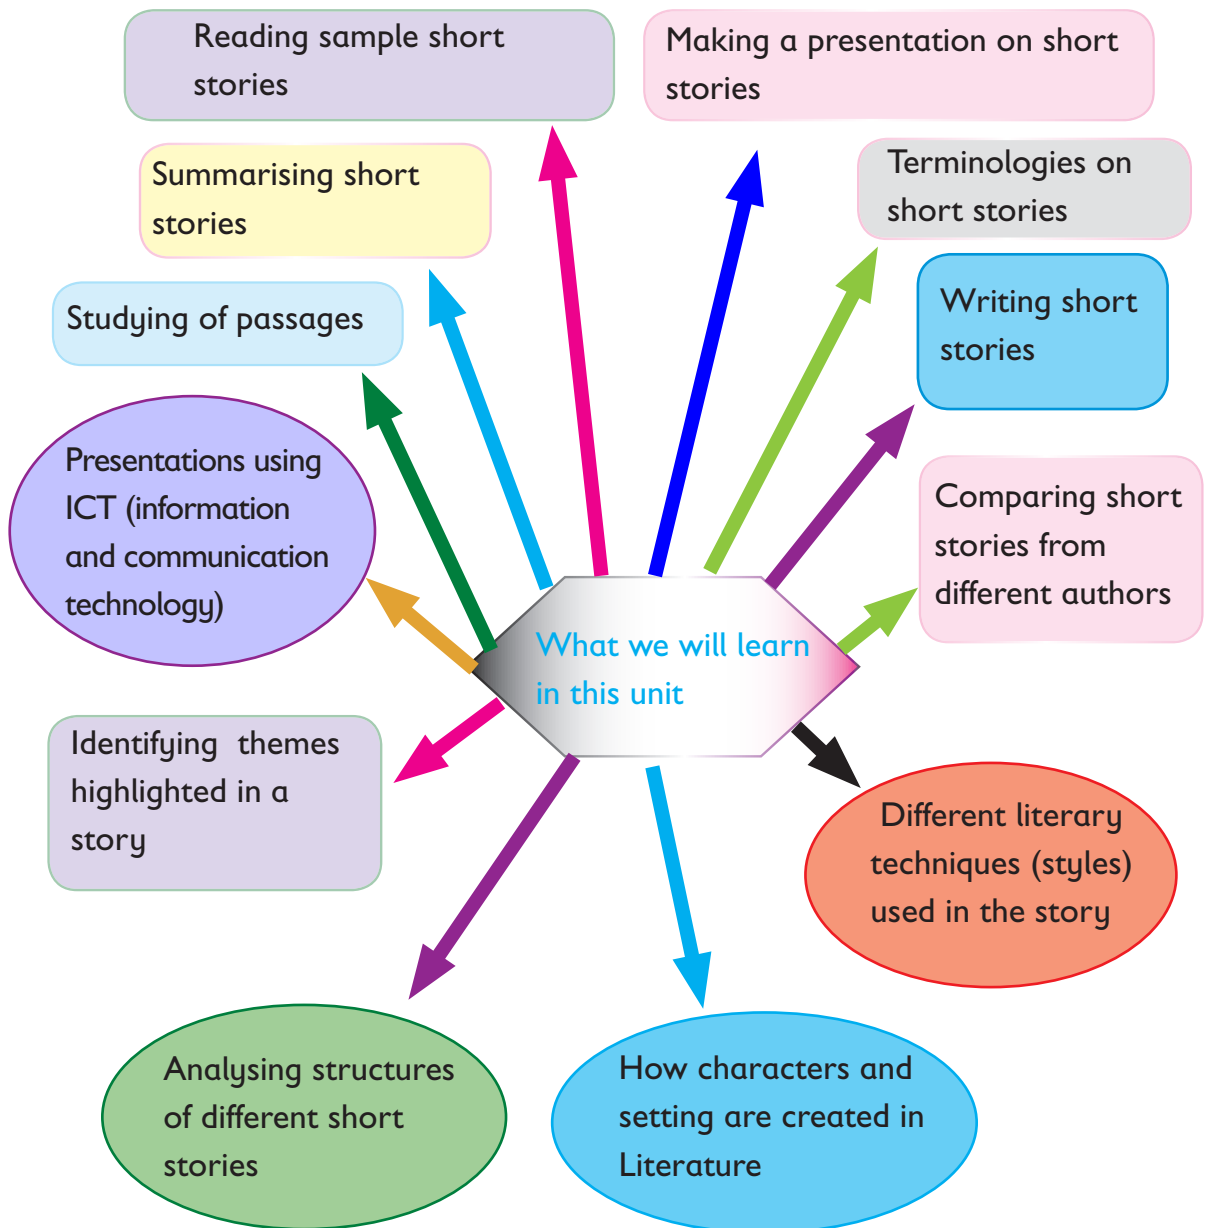 Reading sample short
stories
Making a presentation on short
stories
Summarising short
stories
Terminologies on
short stories
Studying of passages
Writing short
stories
Presentations using
ICT (information
and communication
technology)
Comparing short
stories from
different authors
What we will learn
in this unit
Identifying themes
highlighted in a
story
Different literary
techniques (styles)
used in the story
Analysing structures
of different short
stories
How characters and
setting are created in
Literature